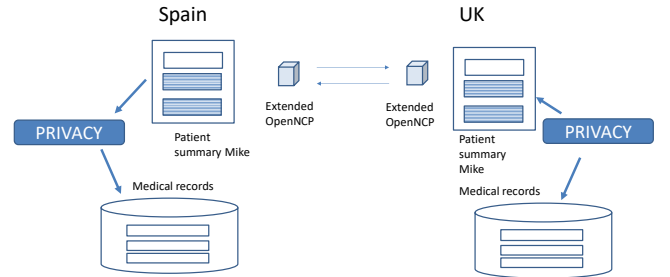 Spain
UK
Extended
OpenNCP
Extended
OpenNCP
PRIVACY
Patient
summary Mike
Patient
summary
Mike
PRIVACY
Medical records
Medical records